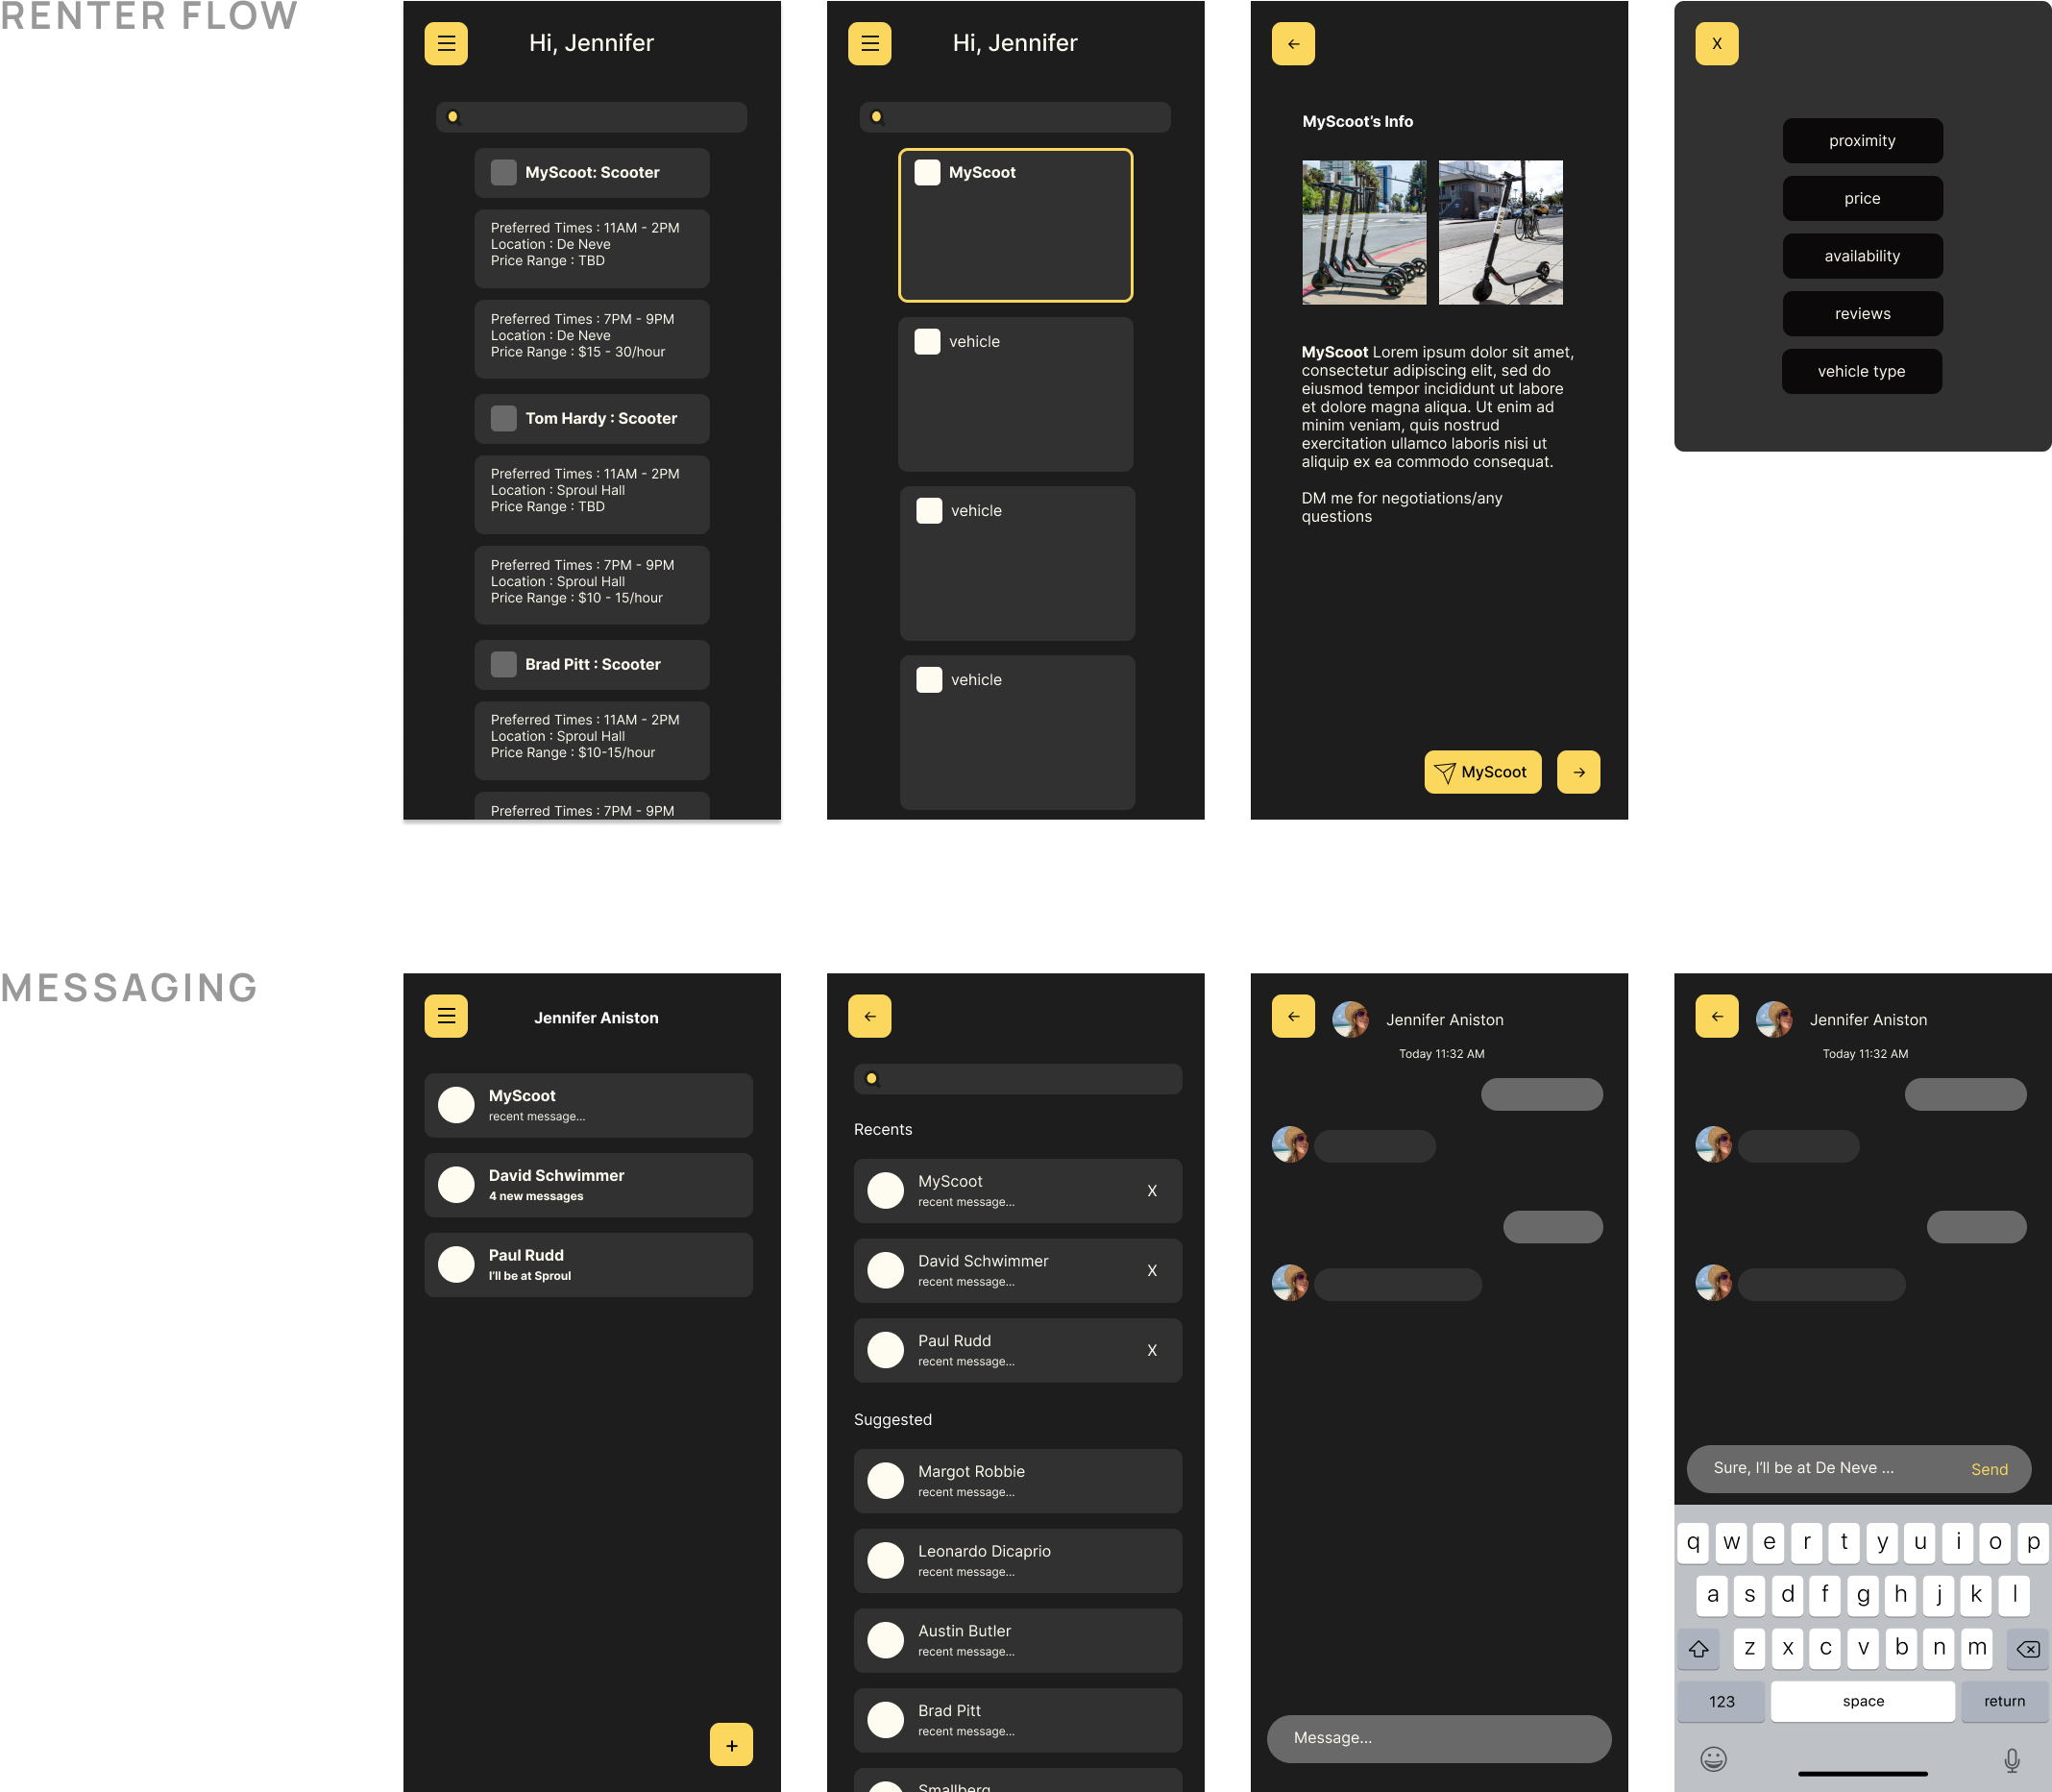 RENTER FLOW
Hi, Jennifer
MyScoot: Scooter
Preferred Times : 11AM - 2PM
Location : De Neve
Price Range : TBD
Preferred Times : 7PM - 9PM
Location : De Neve
Price Range : $15 - 30/hour
Tom Hardy : Scooter
Preferred Times : 11AM - 2PM
Location : Sproul Hall
Price Range : TBD
Preferred Times : 7PM - 9PM
Location : Sproul Hall
Price Range : $10 - 15/hour
Brad Pitt : Scooter
Preferred Times : 11AM - 2PM
Location : Sproul Hall
Price Range : $10-15/hour
Preferred Times : 7PM - 9PM
Hi, Jennifer
MyScoot
vehicle
vehicle
vehicle
MyScoot’s Info
MyScoot Lorem ipsum dolor sit amet,
consectetur adipiscing elit, sed do
eiusmod tempor incididunt ut labore
et dolore magna aliqua. Ut enim ad
minim veniam, quis nostrud
exercitation ullamco laboris nisi ut
aliquip ex ea commodo consequat.
DM me for negotiations/any
questions
MyScoot
X
proximity
price
availability
reviews
vehicle type
MESSAGING
Jennifer Aniston
MyScoot
recent message...
David Schwimmer
4 new messages
Paul Rudd
I’ll be at Sproul
+
Recents
MyScoot
recent message...
X
David Schwimmer
recent message...
X
Paul Rudd
recent message...
X
Suggested
Margot Robbie
recent message...
Leonardo Dicaprio
recent message...
Austin Butler
recent message...
Brad Pitt
recent message...
Smallberg
Jennifer Aniston
Today 11:32 AM
Message...
Jennifer Aniston
Today 11:32 AM
Sure, I’ll be at De Neve ...
Send
q w e r t y u i o p
a s d f g h j k l
z x c v b n m
123 space return